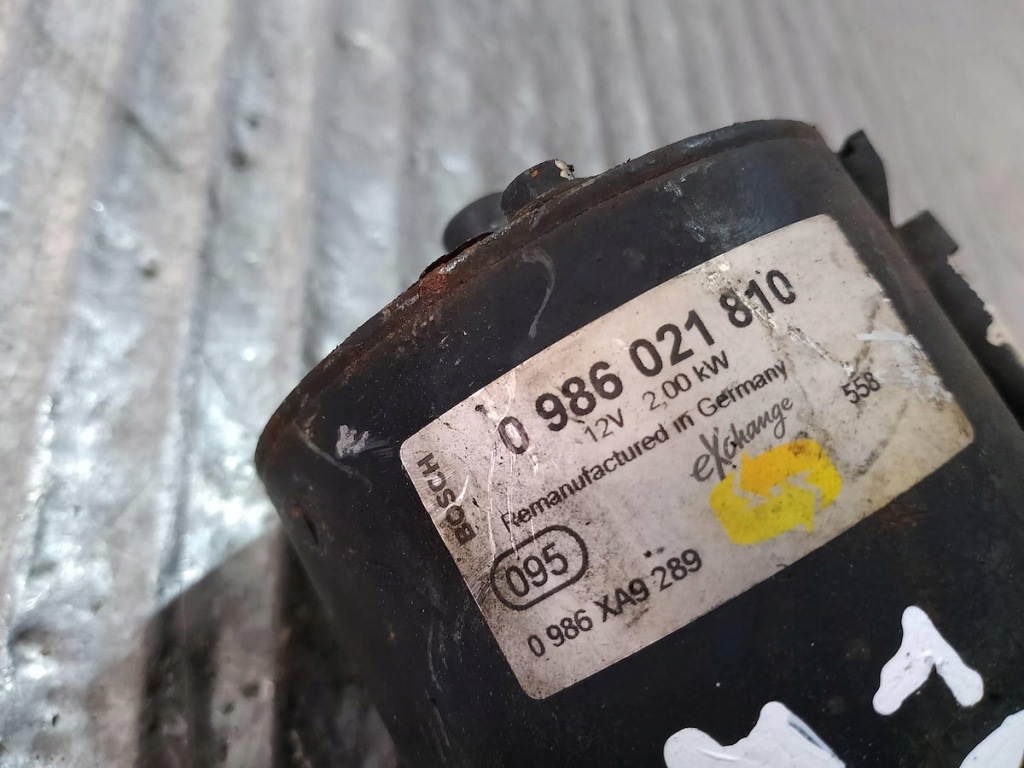 BOSCH
0 986 021 810
12V 2,00 kW
Remanufactured in Germany
eXchange
558
095
0 986 XA9 289